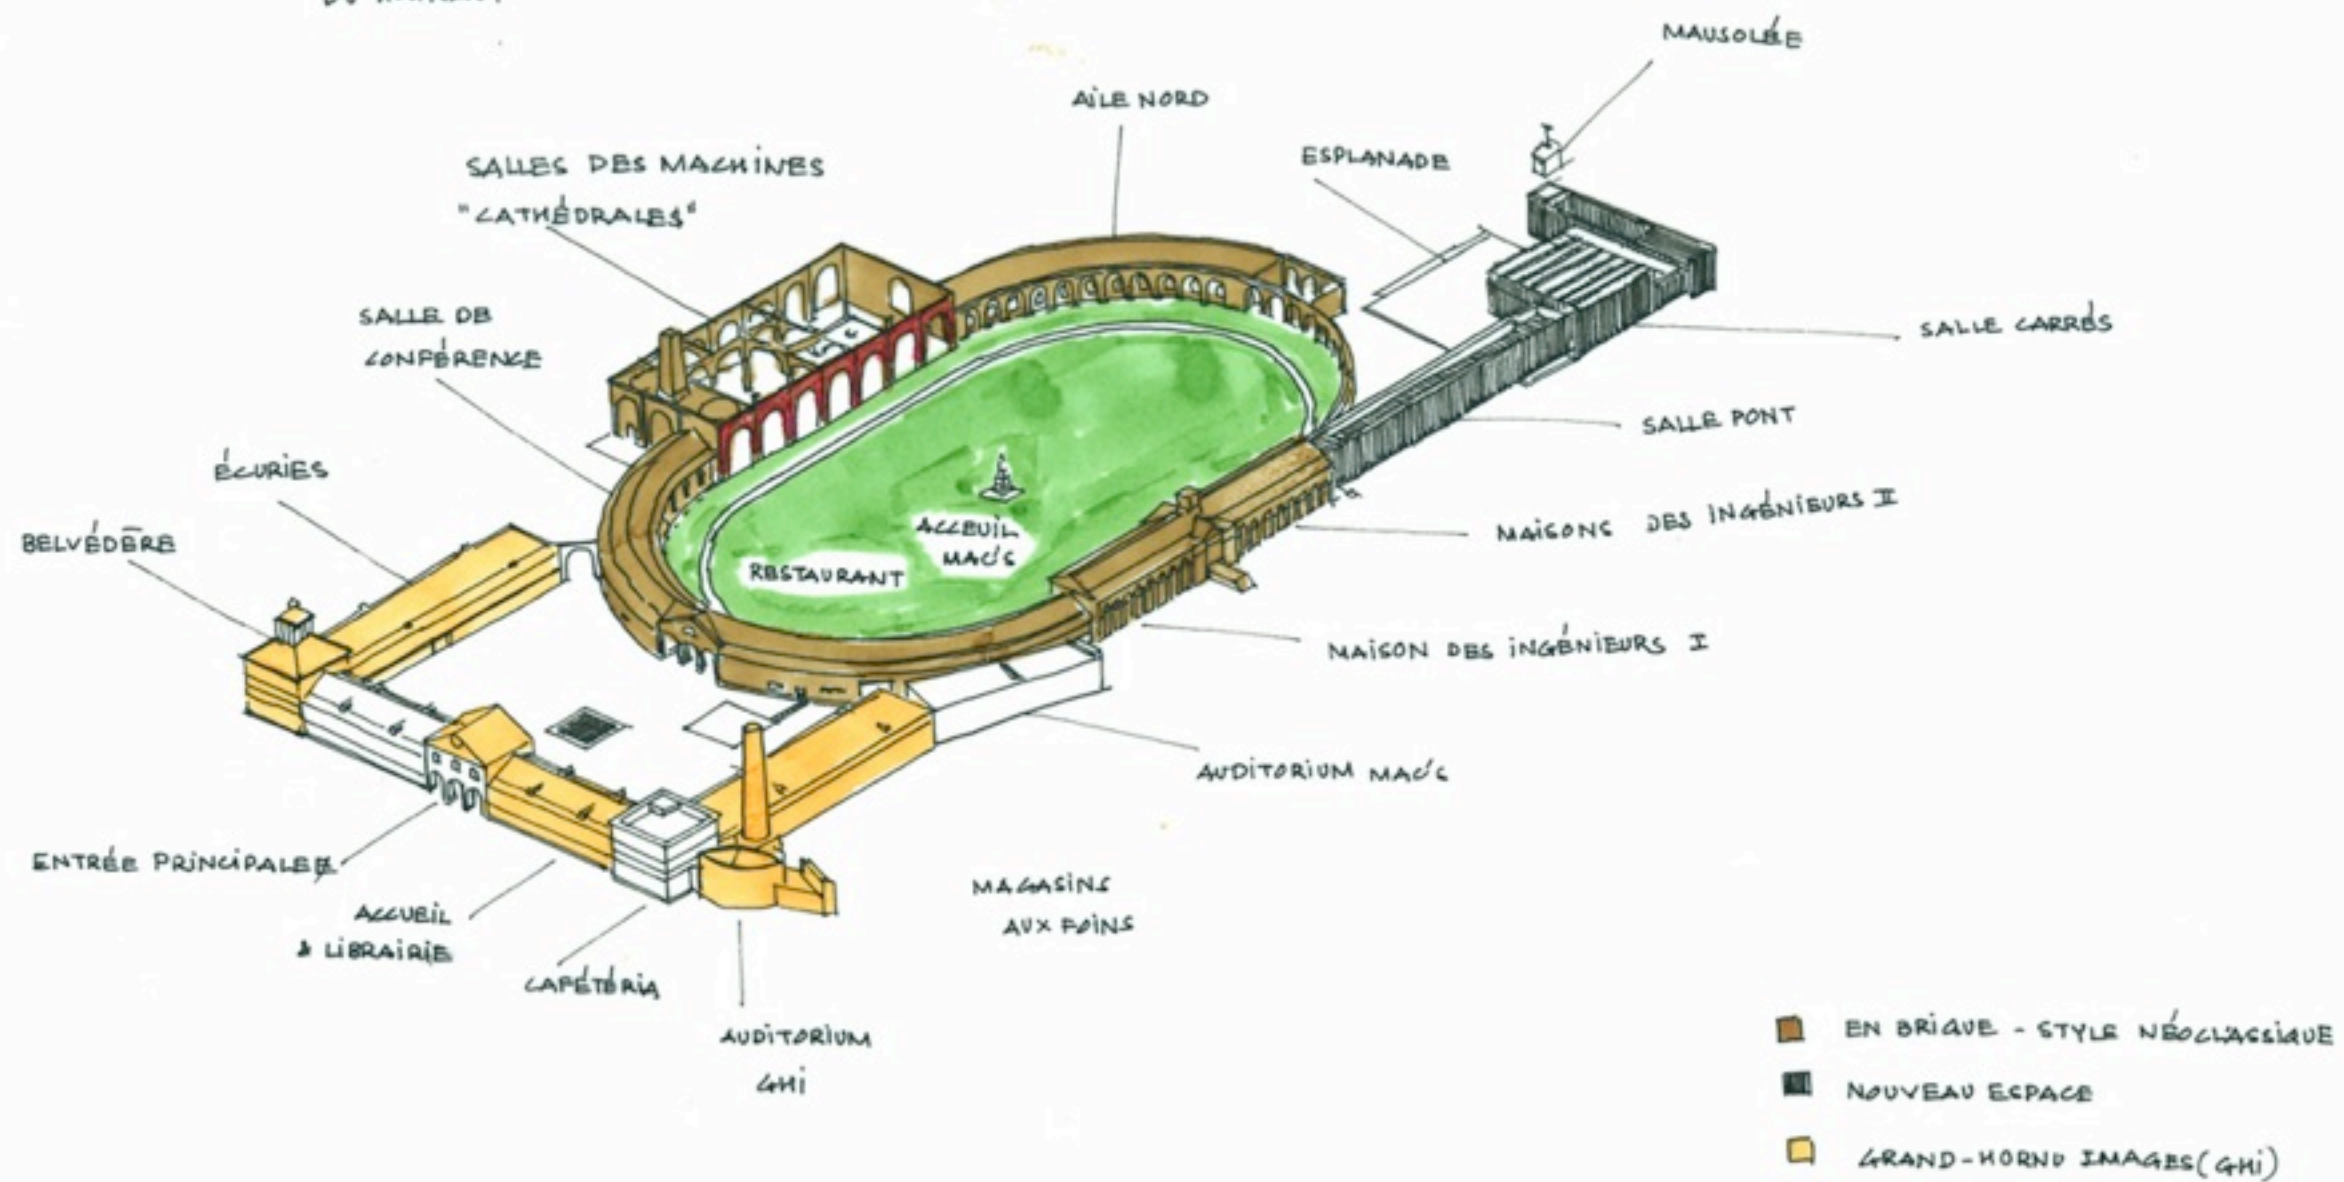 MAUSOLÉE
AILE NORD
ESPLANADE
SALLES DES MACHINES
"CATHÉDRALES"
SALLE DE
CONFÉRENCE
SALLE CARRÉS
SALLE PONT
ÉCURIES
BELVÉDÈRE
MAISONS DES INGÉNIEURS II
ACCEUIL
MAC'S
RESTAURANT
MAISON DES INGÉNIEURS I
AUDITORIUM MAC'S
ENTRÉE PRINCIPALE
MAGASINS
AUX FOINS
ACCUEIL
& LIBRAIRIE
CAFÉTÉRIA
AUDITORIUM
GHI
EN BRIQUE - STYLE NÉOCLASSIQUE
NOUVEAU ESPACE
GRAND-HORNU IMAGES (GHI)